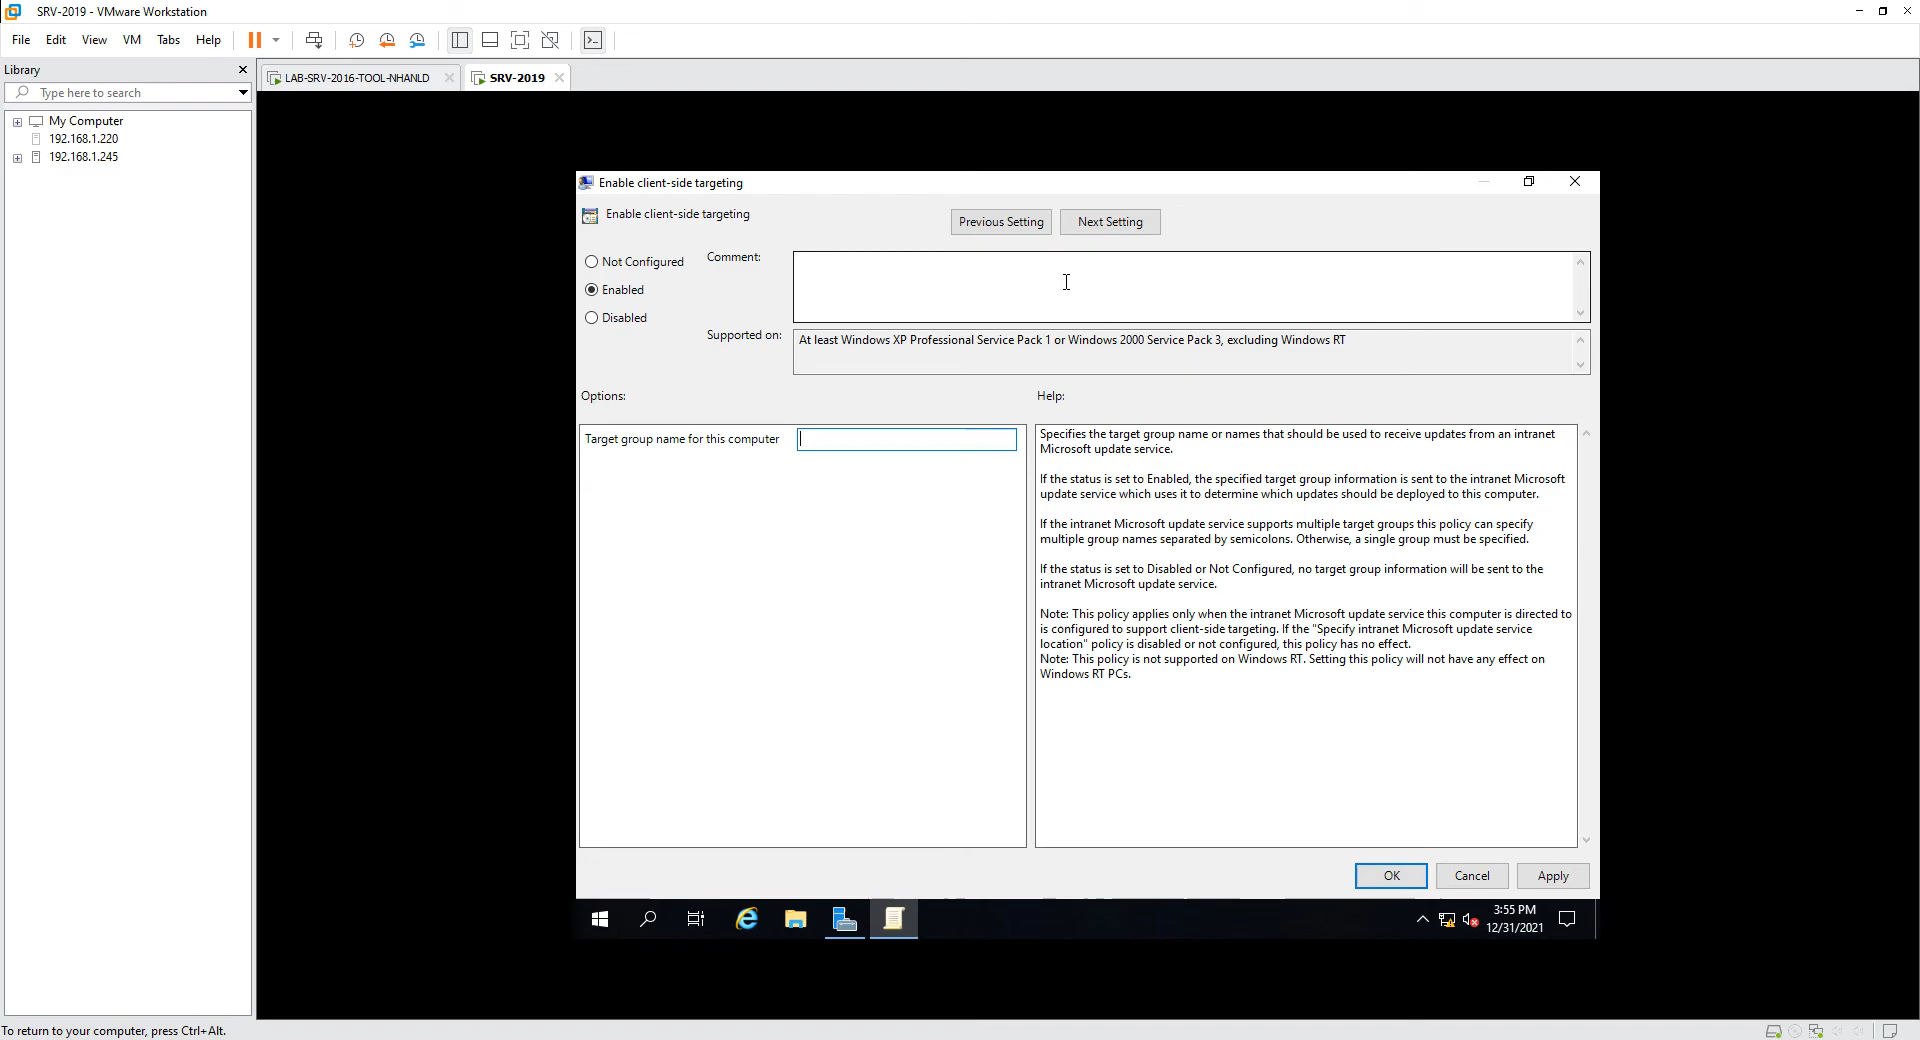 SRV-2019 - VMware Workstation
File Edit View VM Tabs Help
Library
Type here to search
My Computer
192.168.1.220
192.168.1.245
LAB-SRV-2016-TOOL-NHANLD
SRV-2019
Enable client-side targeting
Enable client-side targeting
Previous Setting
Next Setting
Not Configured
Enabled
Disabled
Comment:
Supported on:
At least Windows XP Professional Service Pack 1 or Windows 2000 Service Pack 3, excluding Windows RT
Options:
Help:
Target group name for this computer
Specifies the target group name or names that should be used to receive updates from an intranet
Microsoft update service.
If the status is set to Enabled, the specified target group information is sent to the intranet Microsoft
update service which uses it to determine which updates should be deployed to this computer.
If the intranet Microsoft update service supports multiple target groups this policy can specify
multiple group names separated by semicolons. Otherwise, a single group must be specified.
If the status is set to Disabled or Not Configured, no target group information will be sent to the
intranet Microsoft update service.
Note: This policy applies only when the intranet Microsoft update service this computer is directed to
is configured to support client-side targeting. If the "Specify intranet Microsoft update service
location" policy is disabled or not configured, this policy has no effect.
Note: This policy is not supported on Windows RT. Setting this policy will not have any effect on
Windows RT PCs.
OK
Cancel
Apply
3:55 PM
12/31/2021
To return to your computer, press Ctrl+Alt.